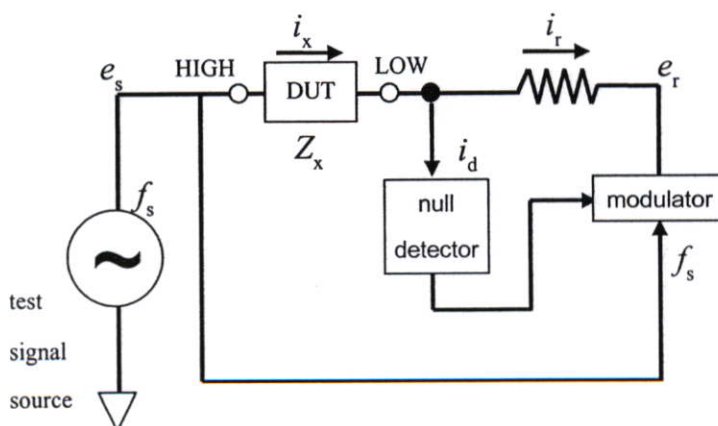 i_x
i_r
e_s
HIGH
DUT
LOW
e_r
Z_x
i_d
f_s
null
detector
modulator
f_s
~
test
signal
source